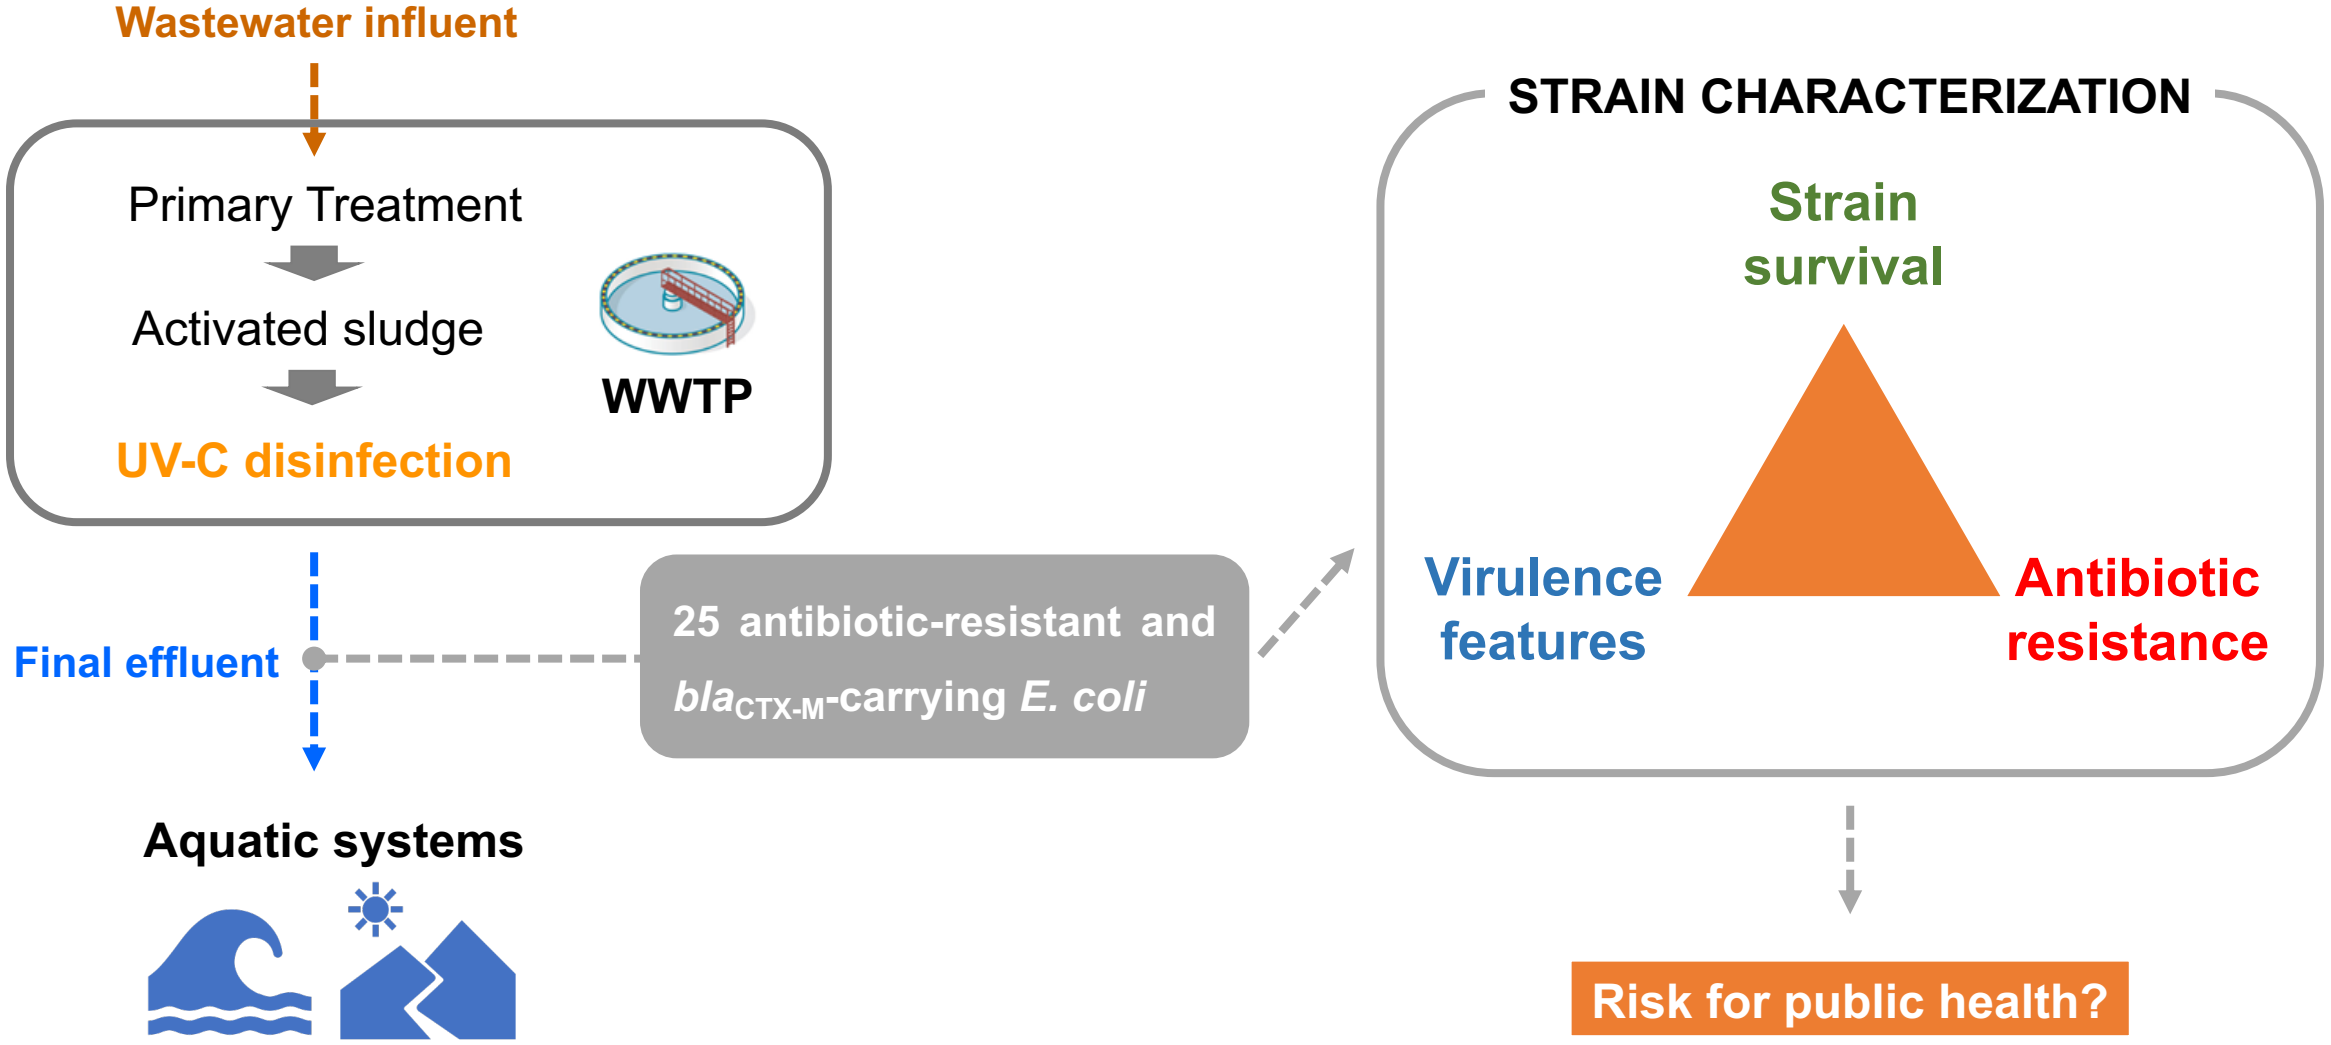 Wastewater influent
Primary Treatment
Activated sludge
UV-C disinfection
WWTP
Final effluent
Aquatic systems
25 antibiotic-resistant and
blaCTX-M-carrying E. coli
STRAIN CHARACTERIZATION
Strain
survival
Virulence
features
Antibiotic
resistance
Risk for public health?